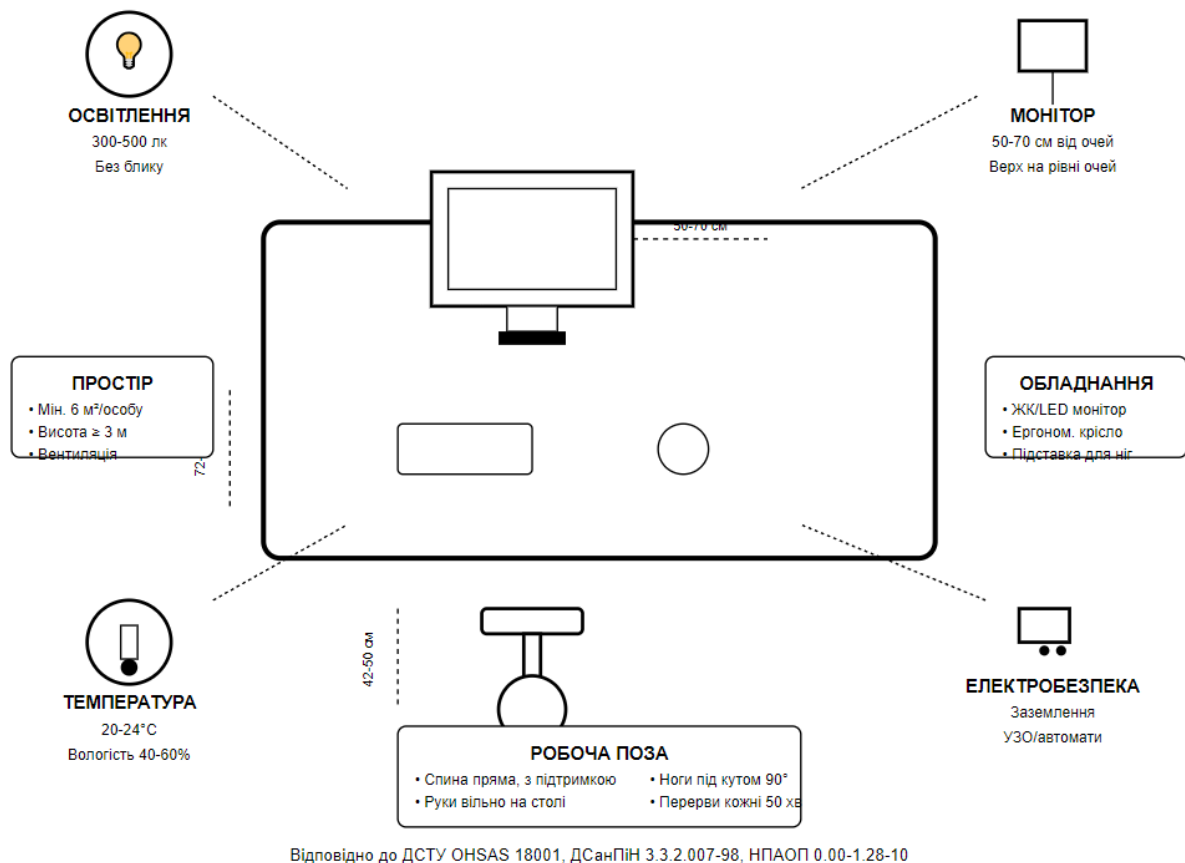 ОСВІТЛЕННЯ
300-500 лк
Без блику
МОНІТОР
50-70 см від очей
Верх на рівні очей
50-70 см
ПРОСТІР
• Мін. 6 м²/особу
• Висота ≥ 3 м
• Вентиляція
72-
ОБЛАДНАННЯ
• ЖК/LED монітор
• Ергоном. крісло
• Підставка для ніг
ТЕМПЕРАТУРА
20-24°C
Вологість 40-60%
42-50 см
ЕЛЕКТРОБЕЗПЕКА
Заземлення
УЗО/автомати
РОБОЧА ПОЗА
• Спина пряма, з підтримкою
• Руки вільно на столі
• Ноги під кутом 90°
• Перерви кожні 50 хв
Відповідно до ДСТУ OHSAS 18001, ДСанПіН 3.3.2.007-98, НПАОП 0.00-1.28-10